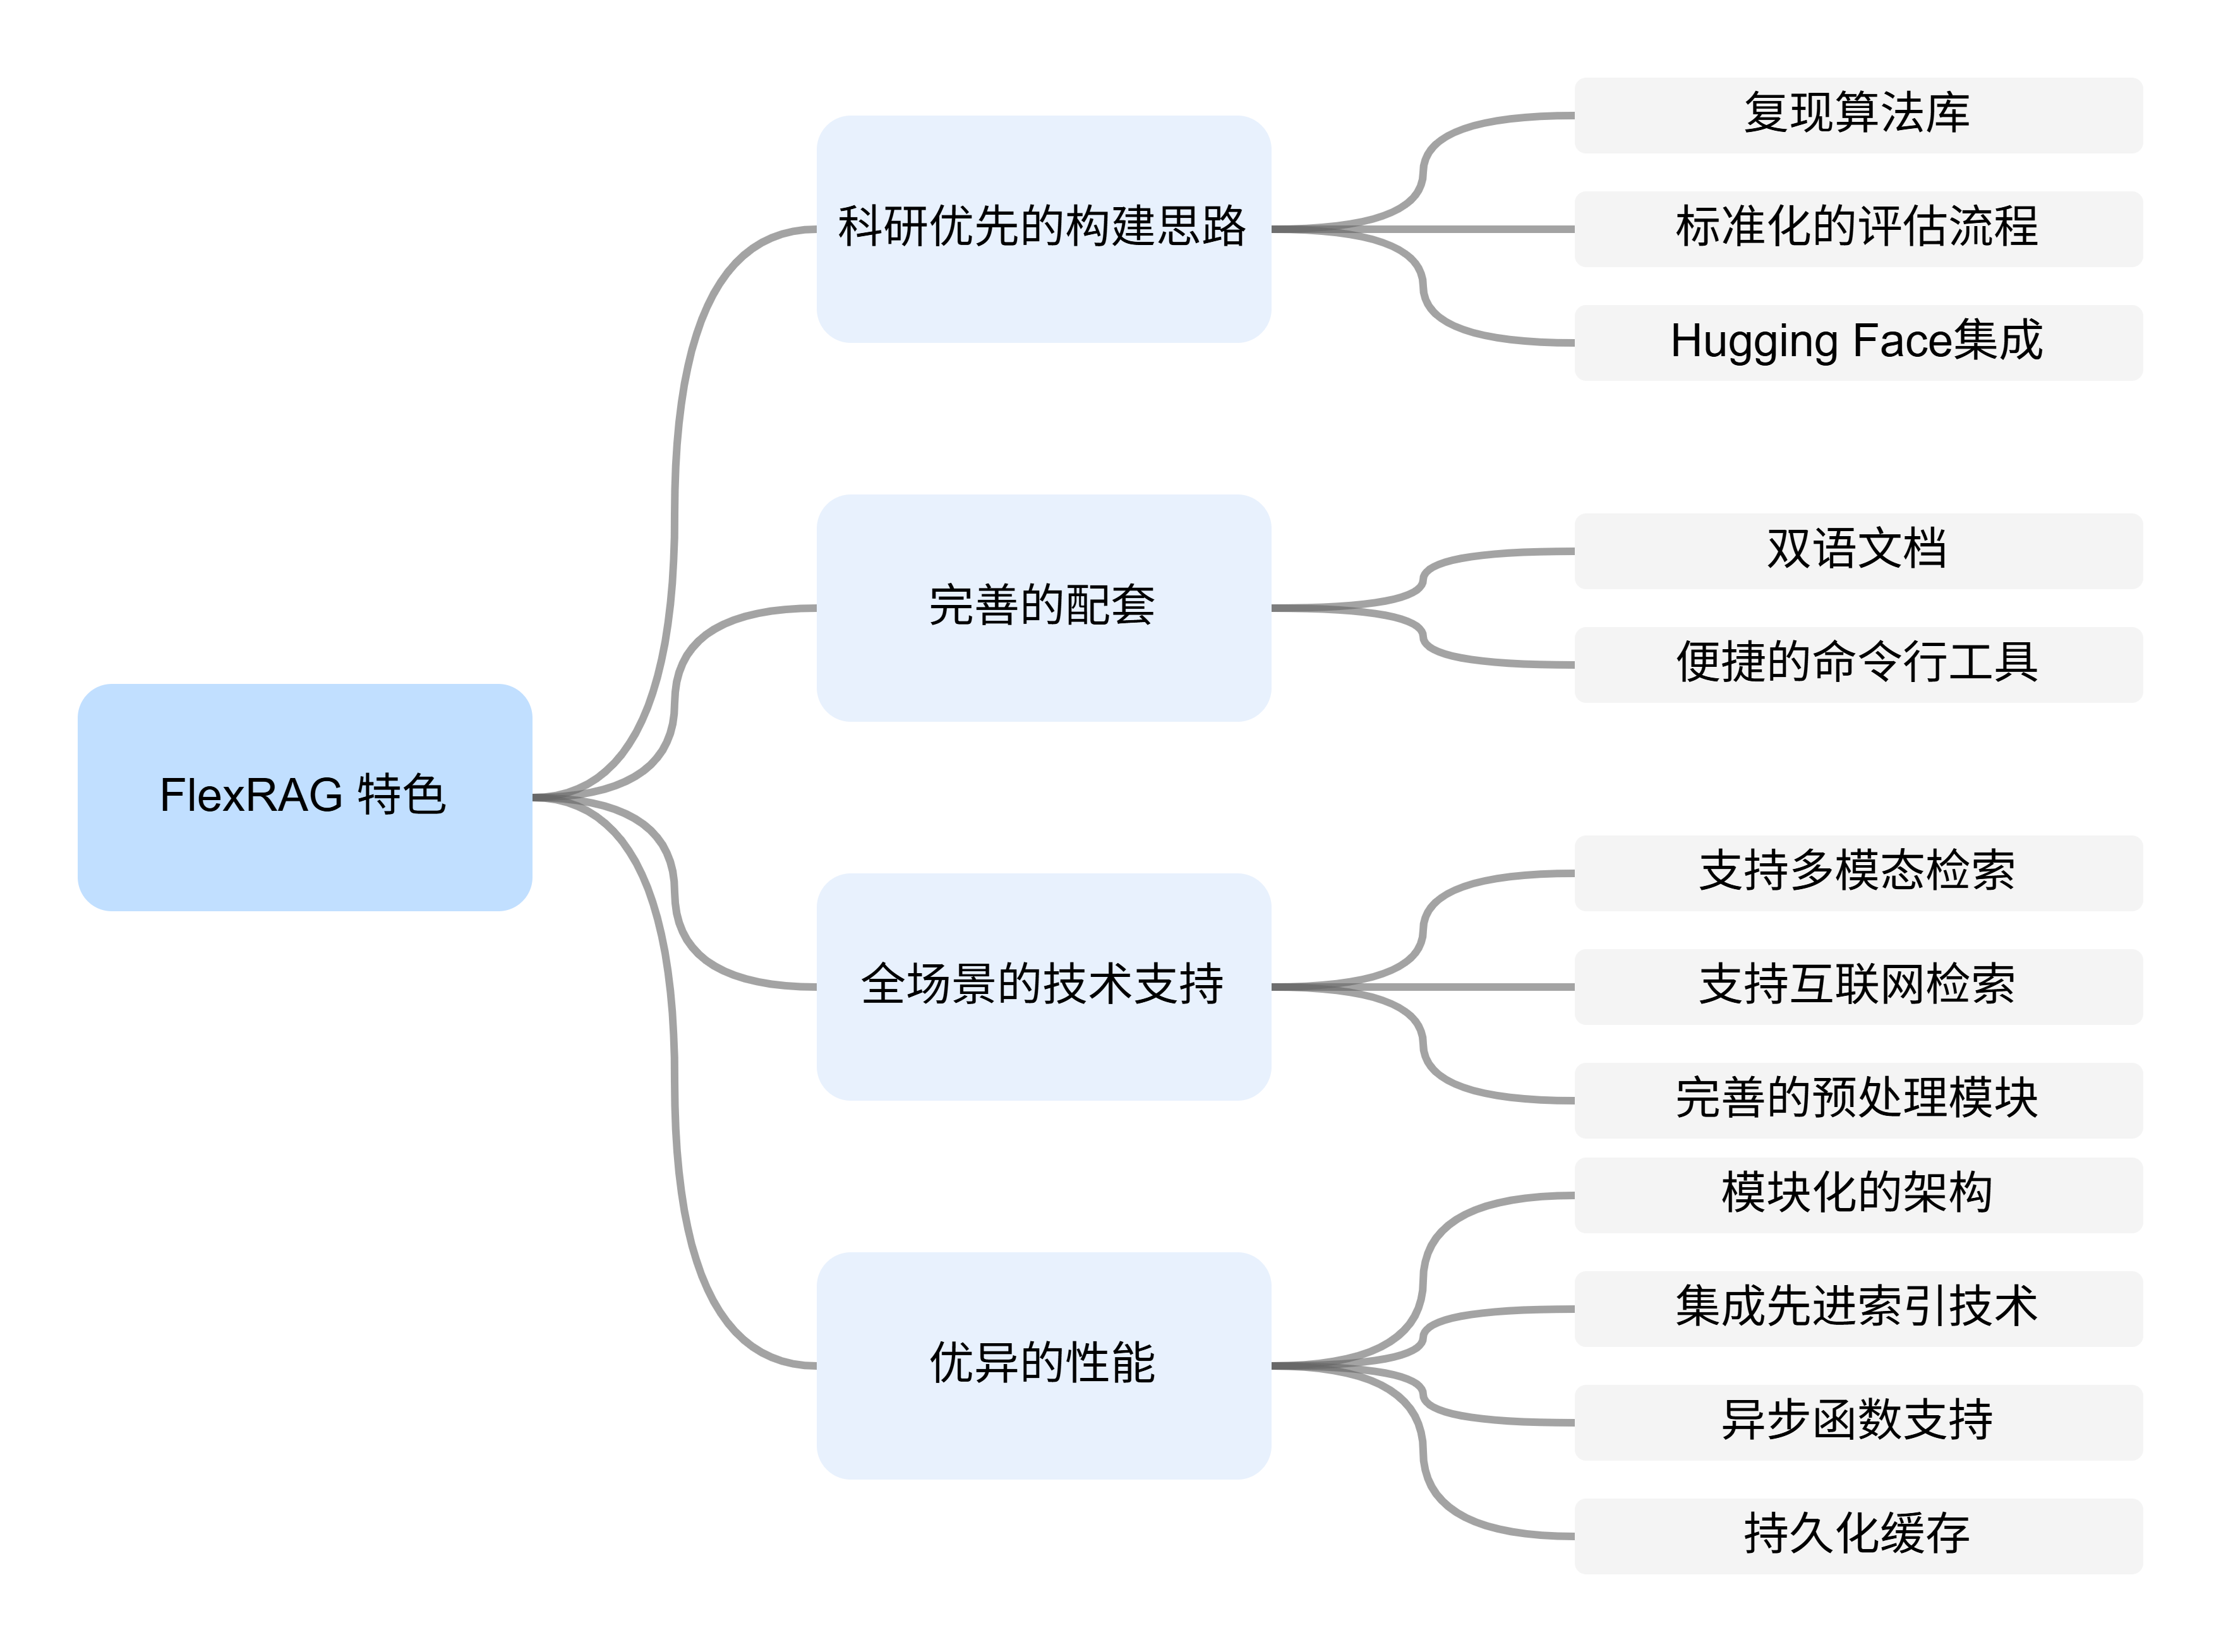 FlexRAG 特色
科研优先的构建思路
复现算法库
标准化的评估流程
Hugging Face集成
完善的配套
双语文档
便捷的命令行工具
全场景的技术支持
支持多模态检索
支持互联网检索
完善的预处理模块
优异的性能
模块化的架构
集成先进索引技术
异步函数支持
持久化缓存